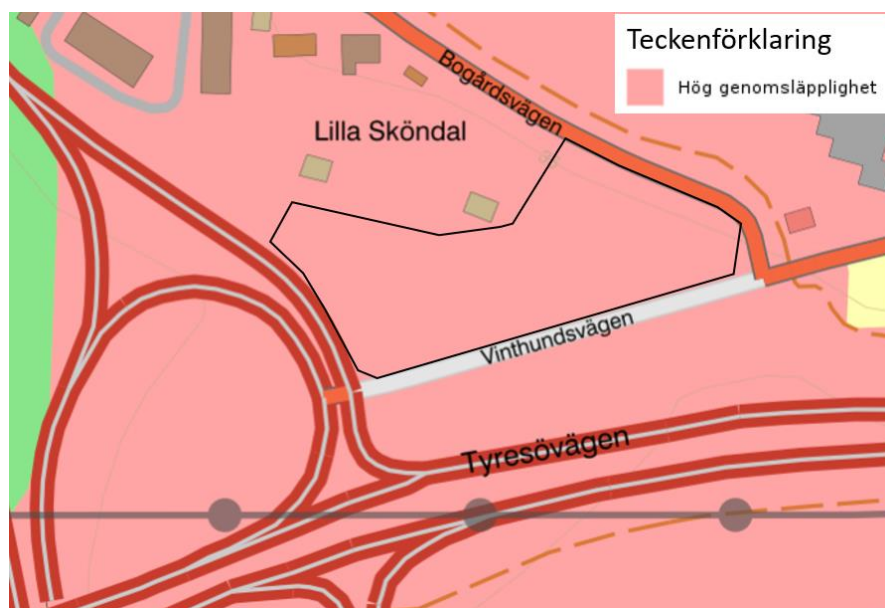 Teckenförklaring
Hög genomsläpplighet
Bogårdsvägen
Lilla Sköndal
Vinthundsvägen
Tyresövägen